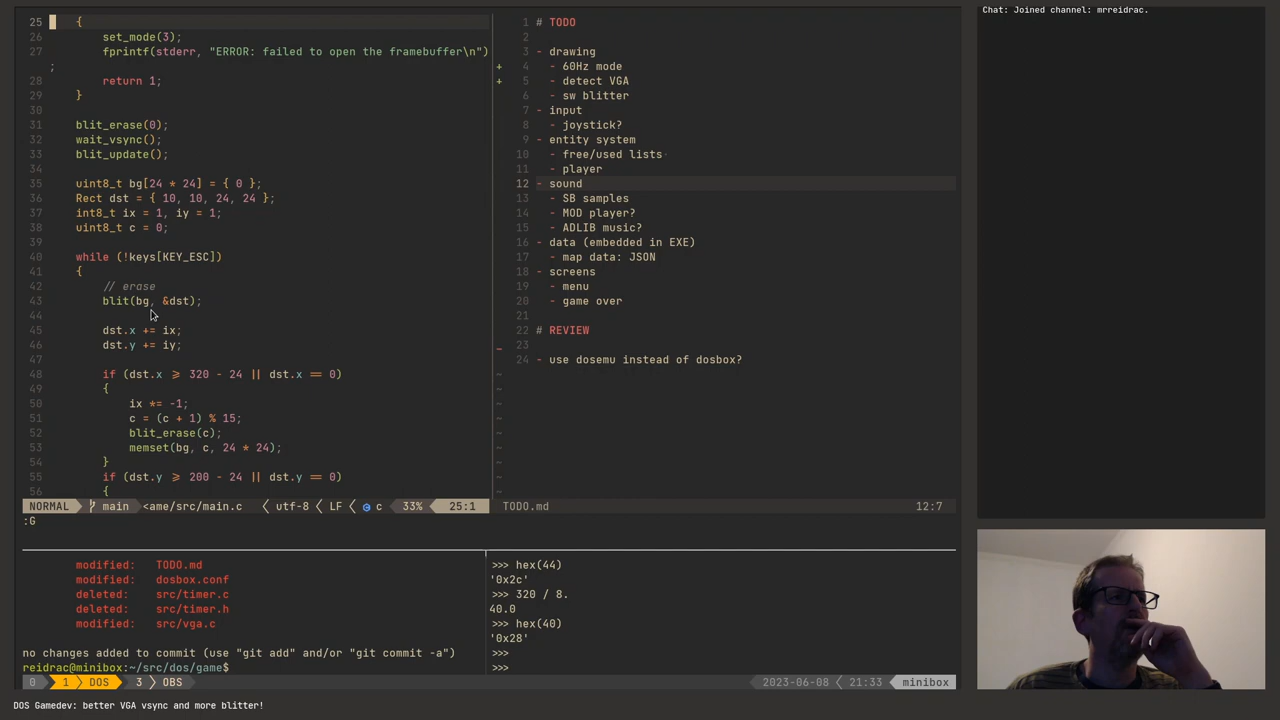 Chat: Joined channel: mrreidrac.
25 {
26 set_mode(3);
27 fprintf(stderr, "ERROR: failed to open the framebuffer\n")
;
28 return 1;
29 }
30
31 blit_erase(0);
32 wait_vsync();
33 blit_update();
34
35 uint8_t bg[24 * 24] = { 0 };
36 Rect dst = { 10, 10, 24, 24 };
37 int8_t ix = 1, iy = 1;
38 uint8_t c = 0;
39
40 while (!keys[KEY_ESC])
41 {
42 // erase
43 blit(bg, &dst);
44
45 dst.x += ix;
46 dst.y += iy;
47
48 if (dst.x ⩾ 320 - 24 || dst.x == 0)
49 {
50 ix *= -1;
51 c = (c + 1) % 15;
52 blit_erase(c);
53 memset(bg, c, 24 * 24);
54 }
55 if (dst.y ⩾ 200 - 24 || dst.y == 0)
56 {
NORMAL main <ame/src/main.c utf-8 LF c 33% 25:1
:G
1 # TODO
2
3 - drawing
+ 4 - 60Hz mode
+ 5 - detect VGA
6 - sw blitter
7 - input
8 - joystick?
9 - entity system
10 - free/used lists
11 - player
12 - sound
13 - SB samples
14 - MOD player?
15 - ADLIB music?
16 - data (embedded in EXE)
17 - map data: JSON
18 - screens
19 - menu
20 - game over
21
22 # REVIEW
_ 23
24 - use dosemu instead of dosbox?
~
~
~
~
~
~
~
~
~
TODO.md 12:7
modified: TODO.md
modified: dosbox.conf
deleted: src/timer.c
deleted: src/timer.h
modified: src/vga.c
no changes added to commit (use "git add" and/or "git commit -a")
reidrac@minibox:~/src/dos/game$
>>> hex(44)
'0x2c'
>>> 320 / 8.
40.0
>>> hex(40)
'0x28'
>>>
>>>
0 1 DOS 3 OBS 2023-06-08 21:33 minibox
DOS Gamedev: better VGA vsync and more blitter!